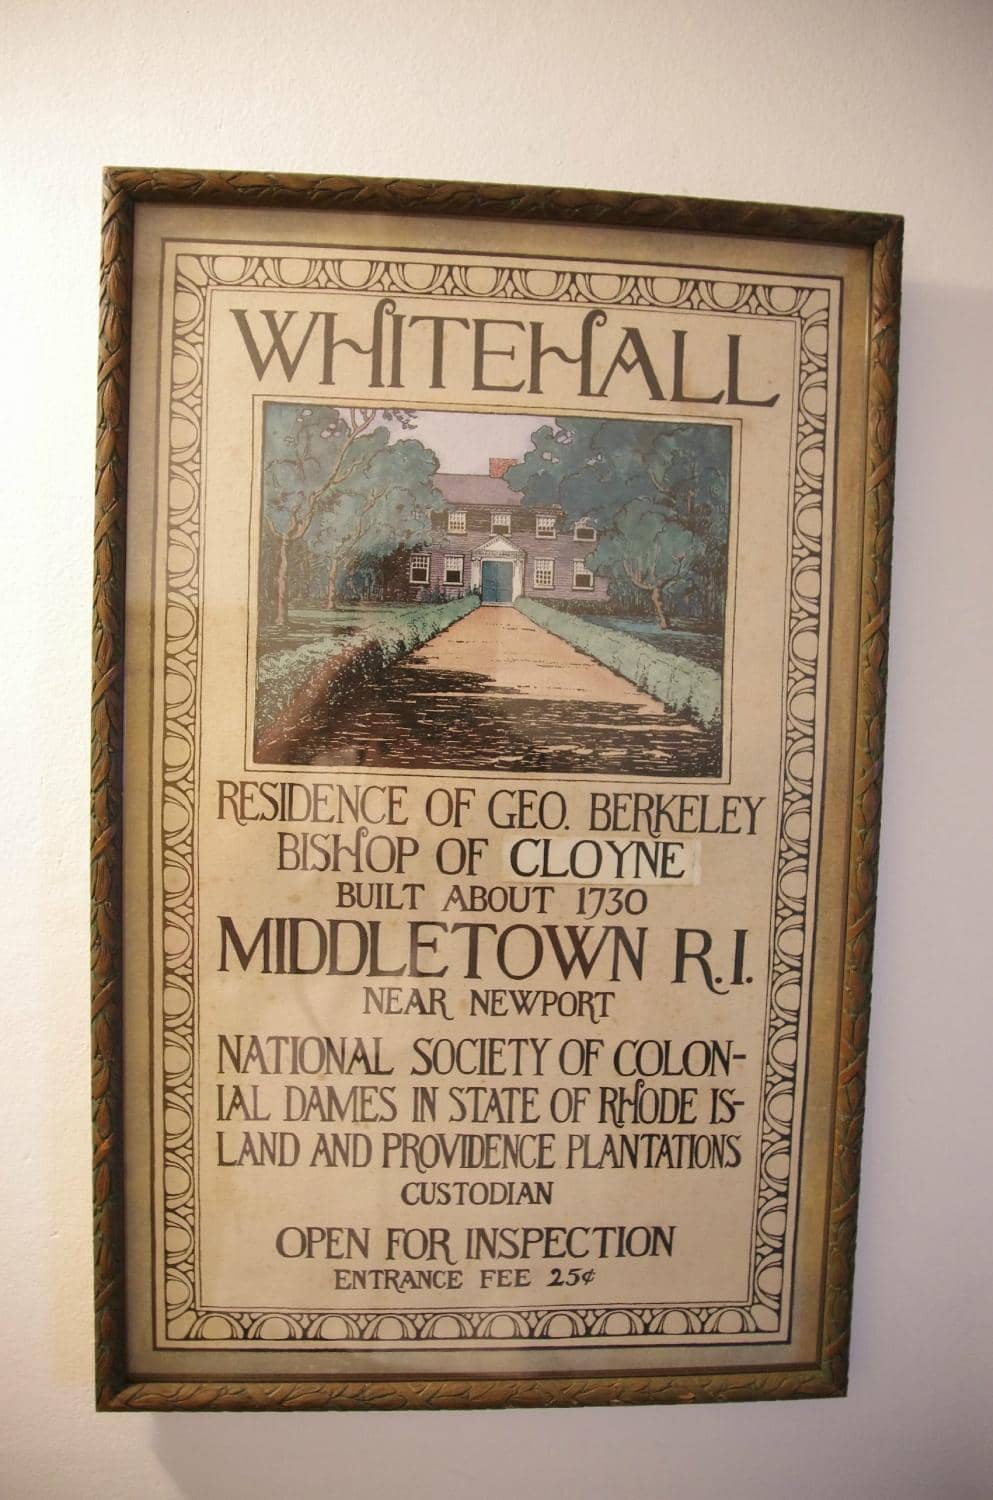 WHITEHALL
RESIDENCE OF GEO. BERKELEY
BISHOP OF CLOYNE
BUILT ABOUT 1730
MIDDLETOWN R.I.
NEAR NEWPORT
NATIONAL SOCIETY OF COLON-
IAL DAMES IN STATE OF RHODE IS-
LAND AND PROVIDENCE PLANTATIONS
CUSTODIAN
OPEN FOR INSPECTION
ENTRANCE FEE 25¢